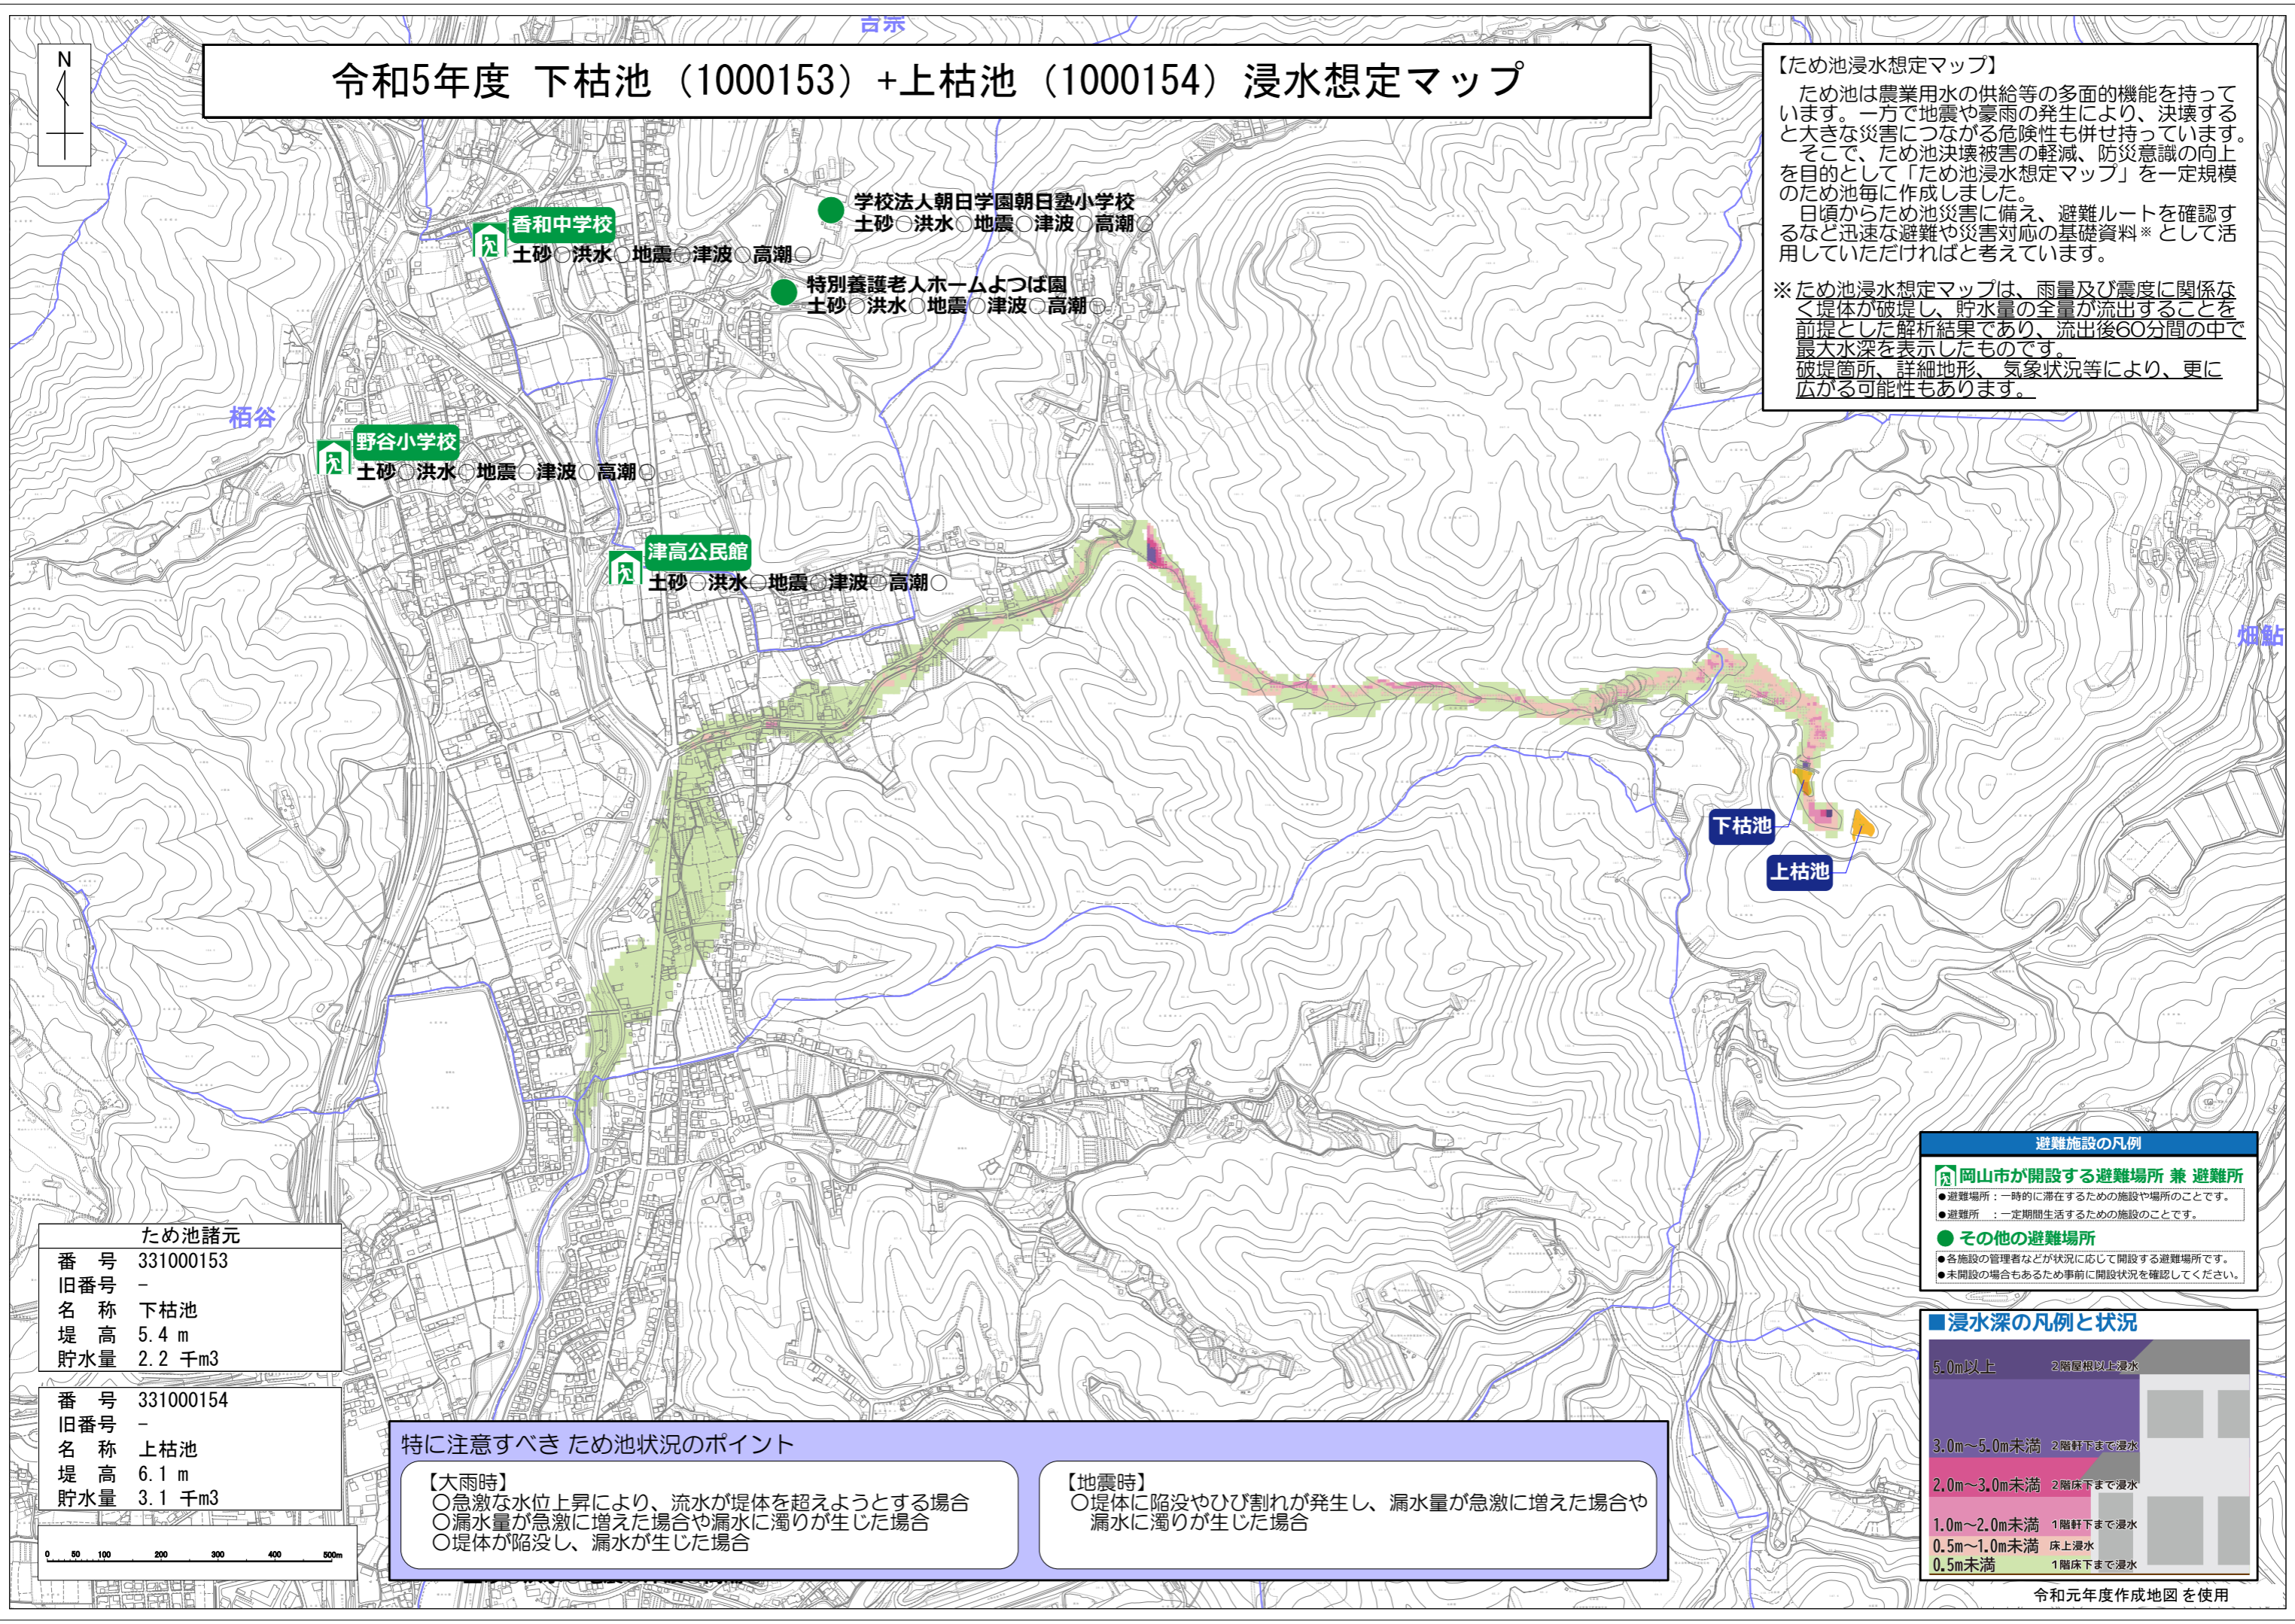 吉宗
N
令和5年度 下枯池（1000153）+上枯池（1000154）浸水想定マップ
【ため池浸水想定マップ】
ため池は農業用水の供給等の多面的機能を持って
います。一方で地震や豪雨の発生により、決壊する
と大きな災害につながる危険性も併せ持っています。
そこで、ため池決壊被害の軽減、防災意識の向上
を目的として「ため池浸水想定マップ」を一定規模
のため池毎に作成しました。
日頃からため池災害に備え、避難ルートを確認す
るなど迅速な避難や災害対応の基礎資料※として活
用していただければと考えています。
※ため池浸水想定マップは、雨量及び震度に関係な
く堤体が破堤し、貯水量の全量が流出することを
前提とした解析結果であり、流出後60分間の中で
最大水深を表示したものです。
破堤箇所、詳細地形、 気象状況等により、更に
広がる可能性もあります。
学校法人朝日学園朝日塾小学校
土砂○洪水○地震○津波○高潮○
香和中学校
土砂○洪水○地震○津波○高潮○
特別養護老人ホームよつば園
土砂○洪水○地震○津波○高潮○
栢谷
野谷小学校
土砂○洪水○地震○津波○高潮○
津高公民館
土砂○洪水○地震○津波○高潮○
畑鮎
下枯池
上枯池
避難施設の凡例
岡山市が開設する避難場所 兼 避難所
●避難場所：一時的に滞在するための施設や場所のことです。
●避難所 ：一定期間生活するための施設のことです。
● その他の避難場所
●各施設の管理者などが状況に応じて開設する避難場所です。
●未開設の場合もあるため事前に開設状況を確認してください。
■浸水深の凡例と状況
5.0m以上 2階屋根以上浸水
3.0m～5.0m未満 2階軒下まで浸水
2.0m～3.0m未満 2階床下まで浸水
1.0m～2.0m未満 1階軒下まで浸水
0.5m～1.0m未満 床上浸水
0.5m未満 1階床下まで浸水
令和元年度作成地図を使用
ため池諸元
番 号 331000153
旧番号 -
名 称 下枯池
堤 高 5.4 m
貯水量 2.2 千m3
番 号 331000154
旧番号 -
名 称 上枯池
堤 高 6.1 m
貯水量 3.1 千m3
0 50 100 200 300 400 500m
特に注意すべき ため池状況のポイント
【大雨時】
○急激な水位上昇により、流水が堤体を超えようとする場合
○漏水量が急激に増えた場合や漏水に濁りが生じた場合
○堤体が陥没し、漏水が生じた場合
【地震時】
○堤体に陥没やひび割れが発生し、漏水量が急激に増えた場合や
漏水に濁りが生じた場合